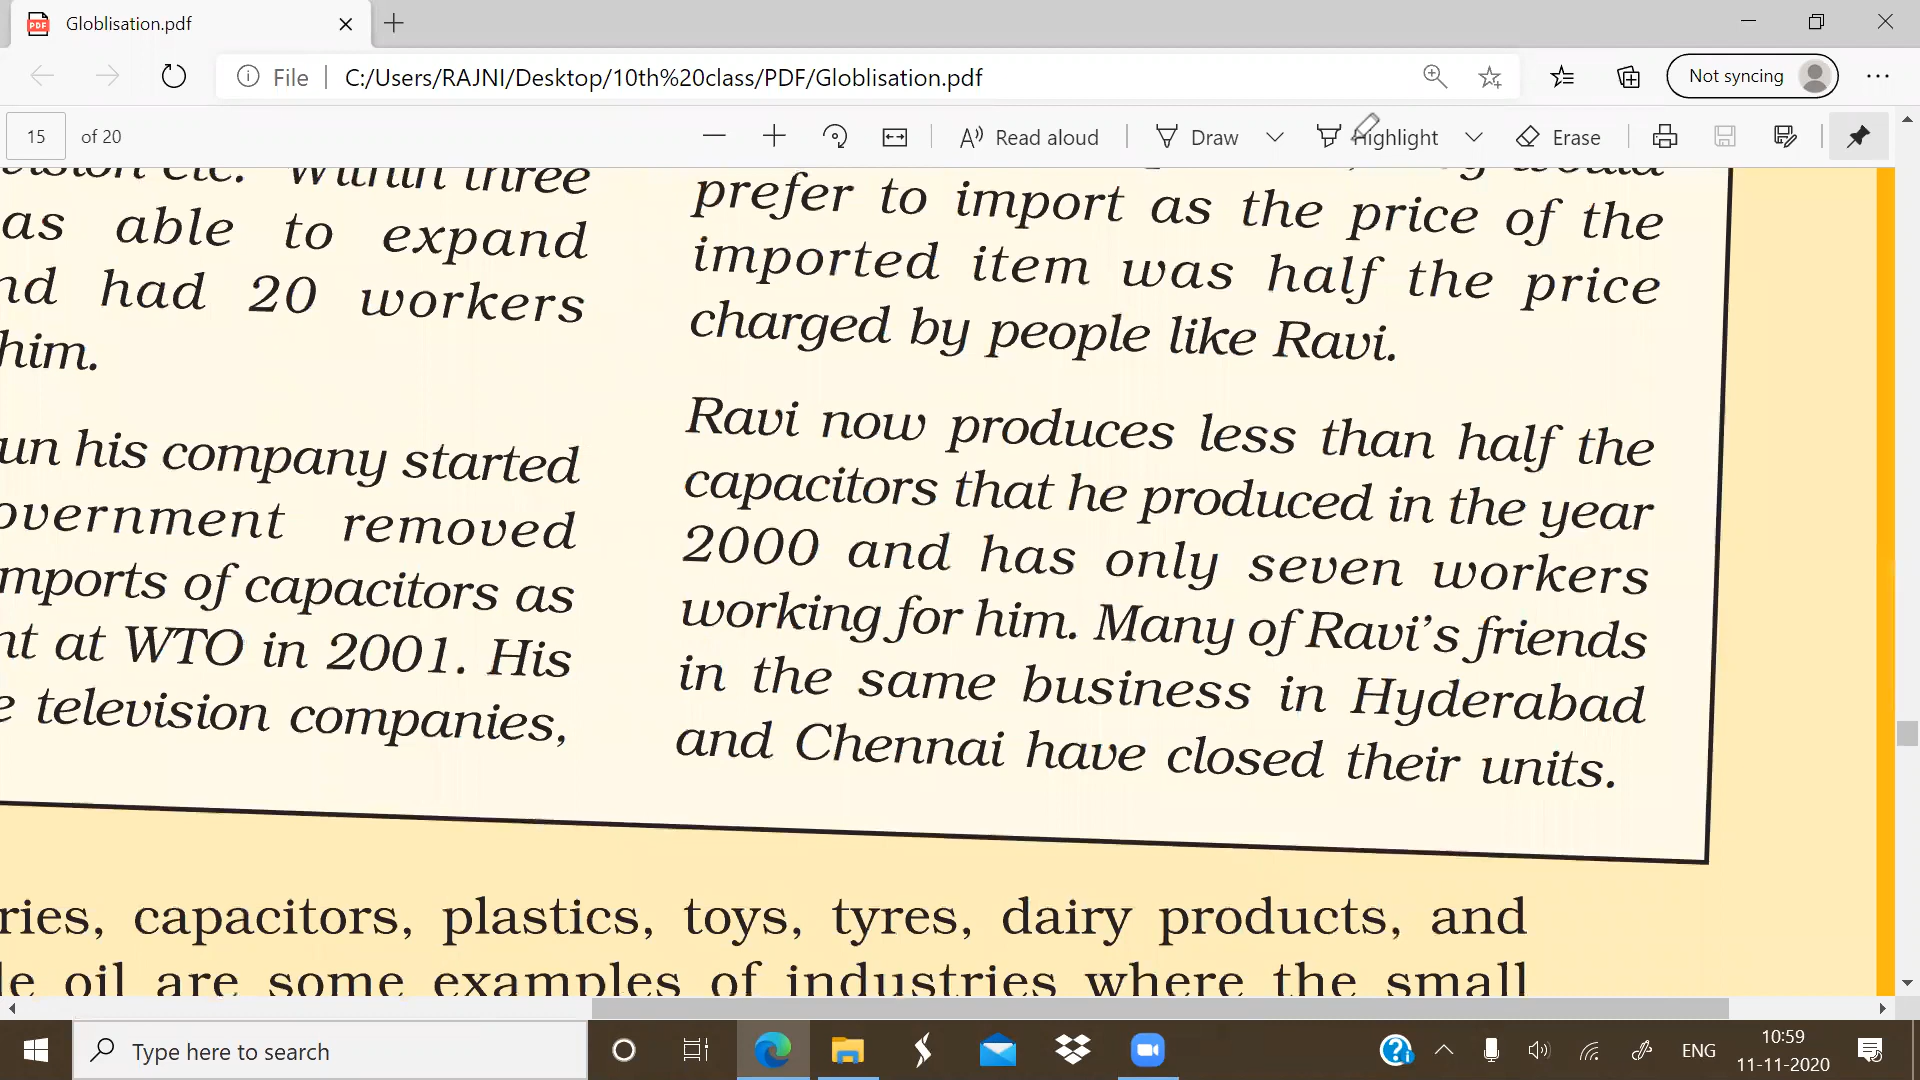 Globlisation.pdf
File
C:/Users/RAJNI/Desktop/10th%20class/PDF/Globlisation.pdf
Not syncing
15 of 20
Read aloud
Draw
Highlight
Erase
etc. Within three
as able to expand
had 20 workers
him.
his company started
removed
of capacitors as
at WTO in 2001. His
television companies,
would
prefer to import as the price of the
imported item was half the price
charged by people like Ravi.
Ravi now produces less than half the
capacitors that he produced in the year
2000 and has only seven workers
working for him. Many of Ravi's friends
in the same business in Hyderabad
and Chennai have closed their units.
ries, capacitors, plastics, toys, tyres, dairy products, and
le oil are some examples of industries where the small
Type here to search
ENG
10:59
11-11-2020